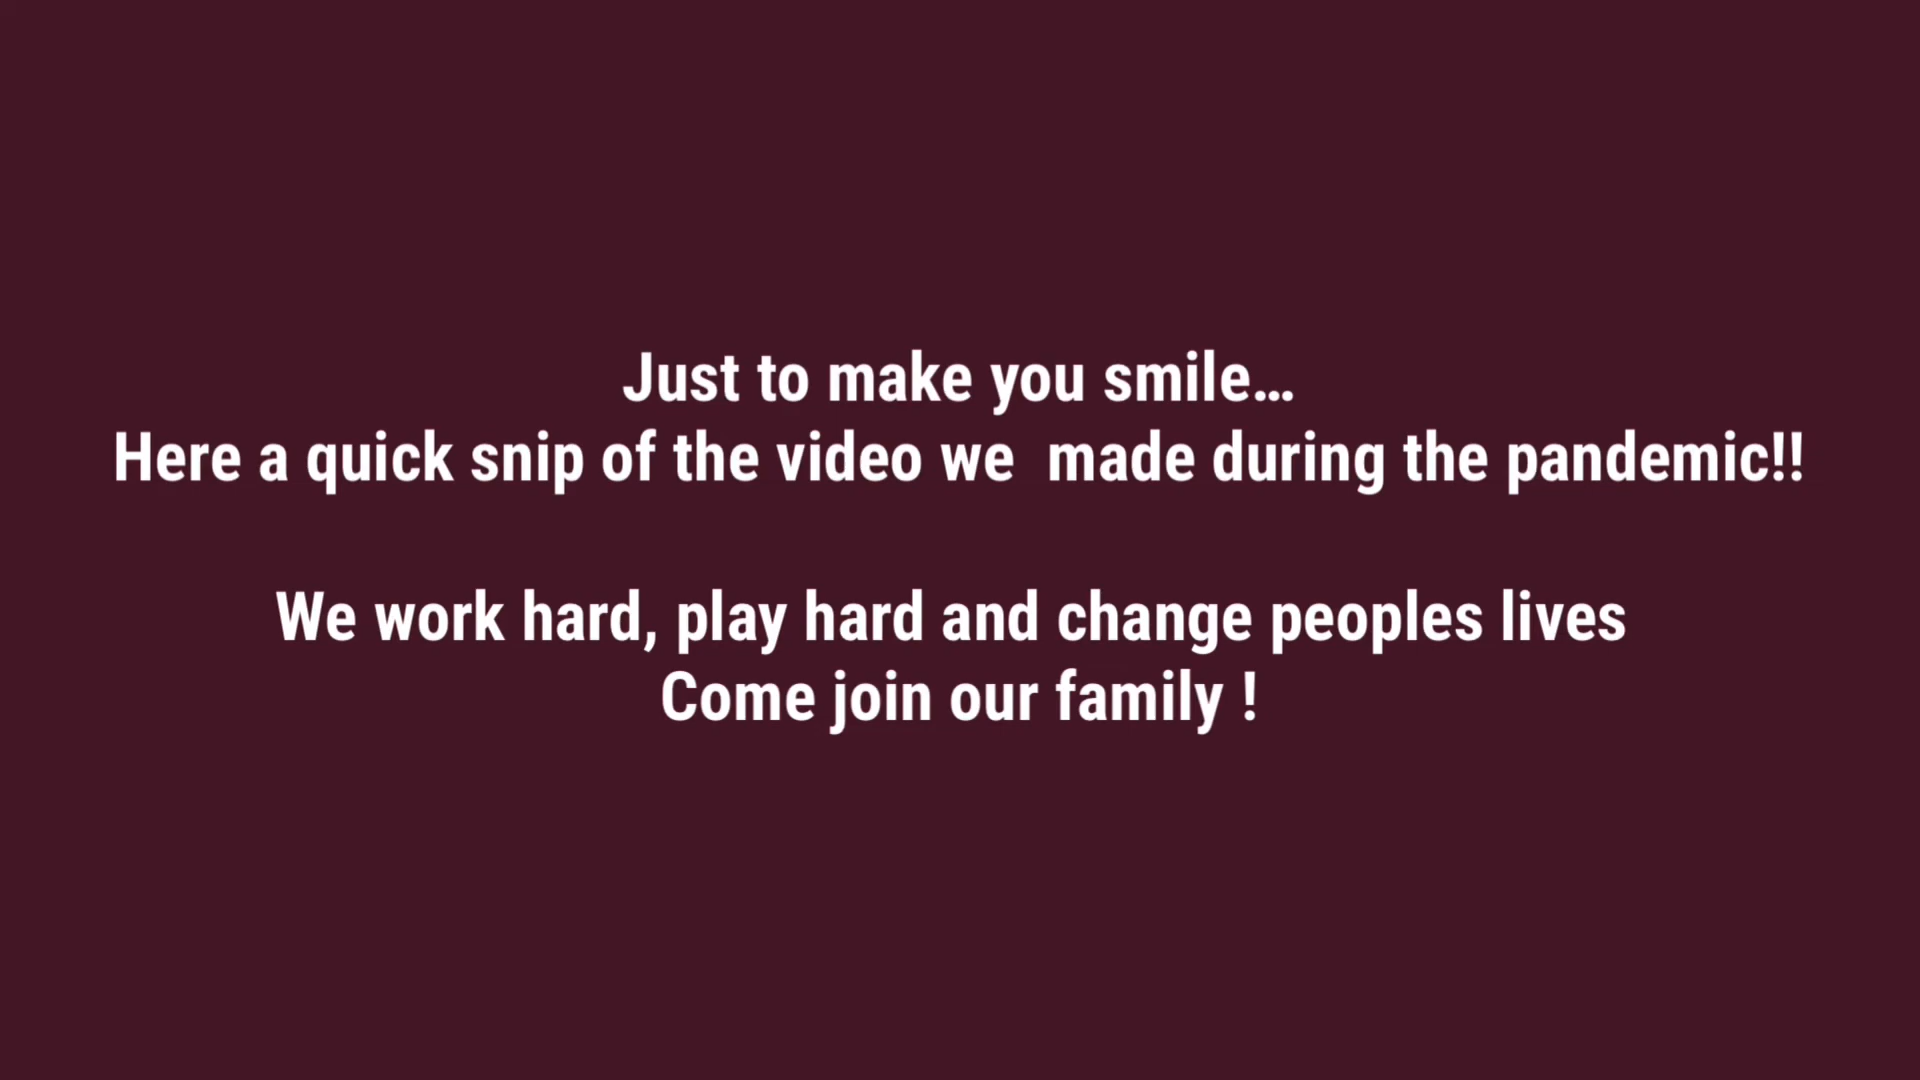 Just to make you smile…
Here a quick snip of the video we  made during the pandemic!!
We work hard, play hard and change peoples lives
Come join our family !